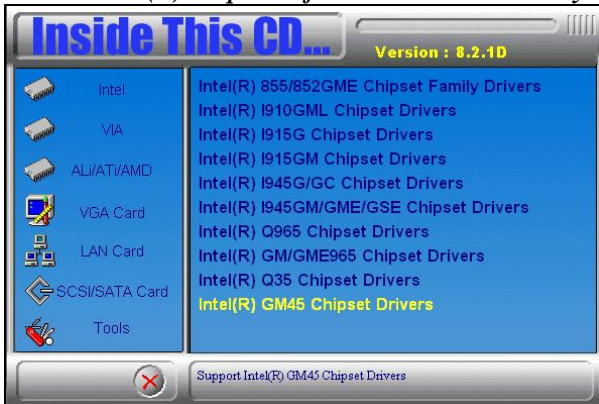 Inside This CD...
Version : 8.2.1D
Intel
VIA
ALi/ATi/AMD
VGA Card
LAN Card
SCSI/SATA Card
Tools
Intel(R) 855/852GME Chipset Family Drivers
Intel(R) I910GML Chipset Drivers
Intel(R) I915G Chipset Drivers
Intel(R) I915GM Chipset Drivers
Intel(R) I945G/GC Chipset Drivers
Intel(R) I945GM/GME/GSE Chipset Drivers
Intel(R) Q965 Chipset Drivers
Intel(R) GM/GME965 Chipset Drivers
Intel(R) Q35 Chipset Drivers
Intel(R) GM45 Chipset Drivers
Support Intel(R) GM45 Chipset Drivers